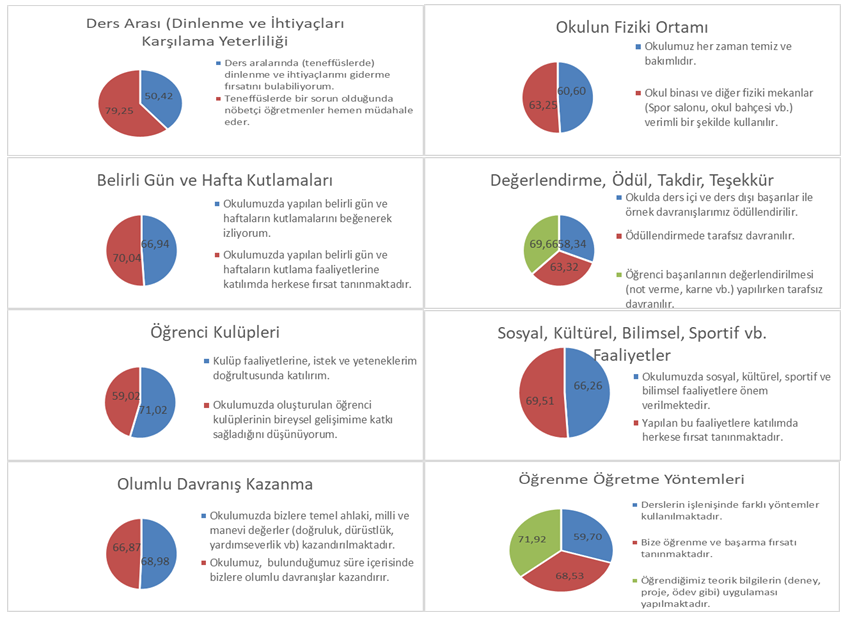 Ders Arası (Dinlenme ve İhtiyaçları
Karşılama Yeterliliği
50,42
79,25
Ders aralarında (teneffüslerde)
dinlenme ve ihtiyaçlarımı giderme
fırsatını bulabiliyorum.
Teneffüslerde bir sorun olduğunda
nöbetçi öğretmenler hemen müdahale
eder.
Okulun Fiziki Ortamı
60,60
63,25
Okulumuz her zaman temiz ve
bakımlıdır.
Okul binası ve diğer fiziki mekanlar
(Spor salonu, okul bahçesi vb.)
verimli bir şekilde kullanılır.
Belirli Gün ve Hafta Kutlamaları
66,94
70,04
Okulumuzda yapılan belirli gün ve
haftaların kutlamalarını beğenerek
izliyorum.
Okulumuzda yapılan belirli gün ve
haftaların kutlama faaliyetlerine
katılımda herkese fırsat tanınmaktadır.
Değerlendirme, Ödül, Takdir, Teşekkür
69,66
58,34
63,32
Okulda ders içi ve ders dışı başarılar ile
örnek davranışlarımız ödüllendirilir.
Ödüllendirmede tarafsız davranılır.
Öğrenci başarılarının değerlendirilmesi
(not verme, karne vb.) yapılırken tarafsız
davranılır.
Öğrenci Kulüpleri
59,02
71,02
Kulüp faaliyetlerine, istek ve yeteneklerim
doğrultusunda katılırım.
Okulumuzda oluşturulan öğrenci
kulüplerinin bireysel gelişimime katkı
sağladığını düşünüyorum.
Sosyal, Kültürel, Bilimsel, Sportif vb.
Faaliyetler
66,26
69,51
Okulumuzda sosyal, kültürel, sportif ve
bilimsel faaliyetlere önem
verilmektedir.
Yapılan bu faaliyetlere katılımda
herkese fırsat tanınmaktadır.
Olumlu Davranış Kazanma
66,87
68,98
Okulumuzda bizlere temel ahlaki, milli ve
manevi değerler (doğruluk, dürüstlük,
yardımseverlik vb) kazandırılmaktadır.
Okulumuz, bulunduğumuz süre içerisinde
bizlere olumlu davranışlar kazandırır.
Öğrenme Öğretme Yöntemleri
71,92
59,70
68,53
Derslerin işlenişinde farklı yöntemler
kullanılmaktadır.
Bize öğrenme ve başarma fırsatı
tanınmaktadır.
Öğrendiğimiz teorik bilgilerin (deney,
proje, ödev gibi) uygulaması
yapılmaktadır.